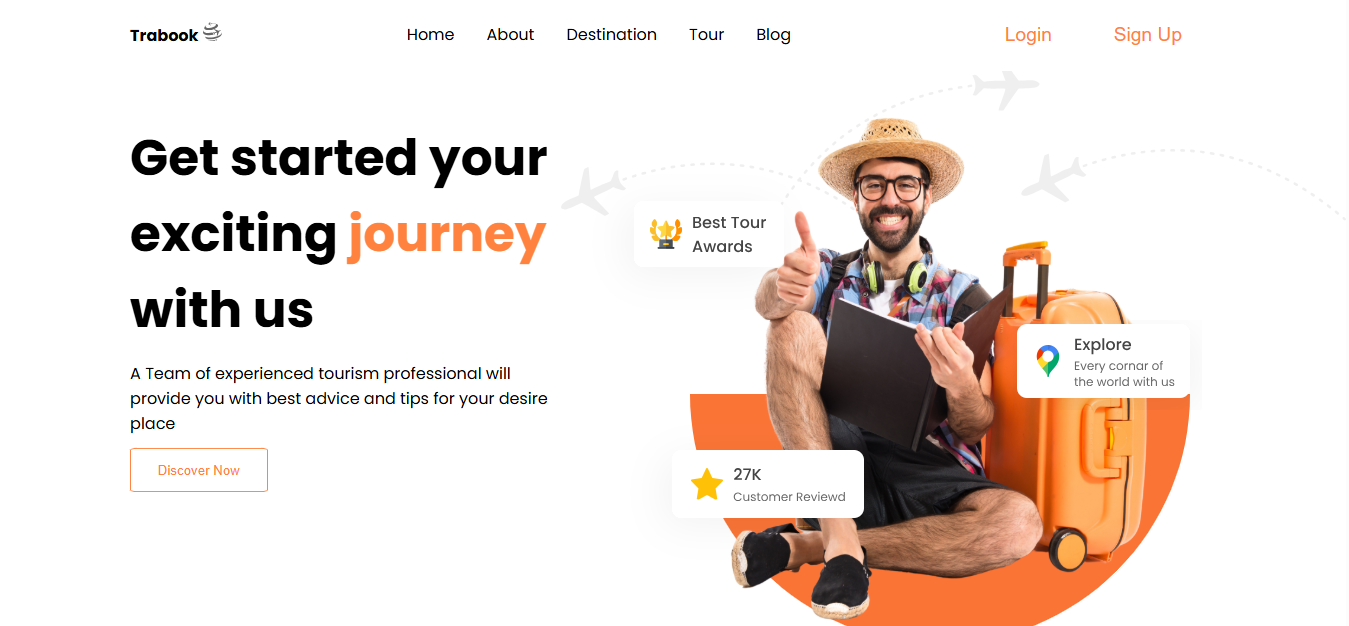 Trabook
Home About Destination Tour Blog
Login Sign Up
Get started your
exciting journey
with us
A Team of experienced tourism professional will
provide you with best advice and tips for your desire
place
Discover Now
Best Tour
Awards
Explore
Every cornar of
the world with us
27K
Customer Reviewd